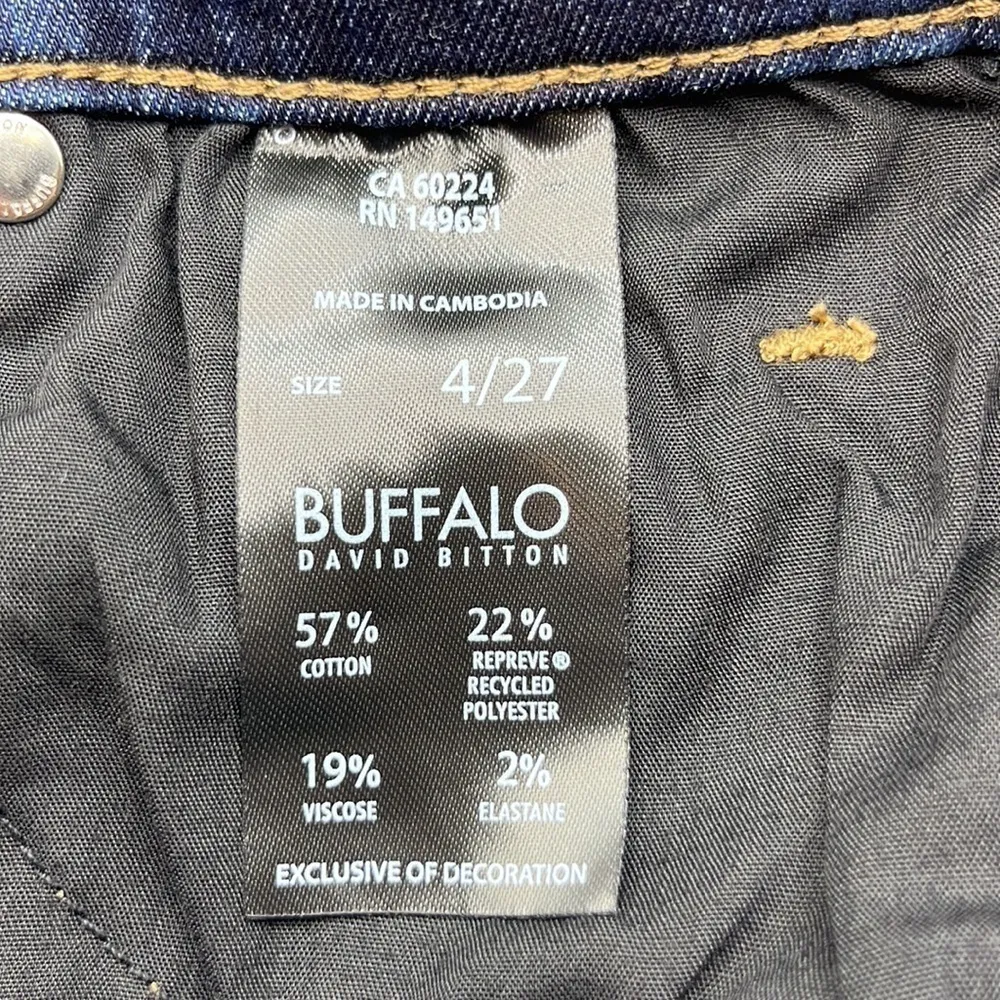 CA 60224
RN 149651
MADE IN CAMBODIA
SIZE 4/27
BUFFALO
DAVID BITTON
57% 22%
COTTON REPREVE®
RECYCLED
POLYESTER
19% 2%
VISCOSE ELASTANE
EXCLUSIVE OF DECORATION